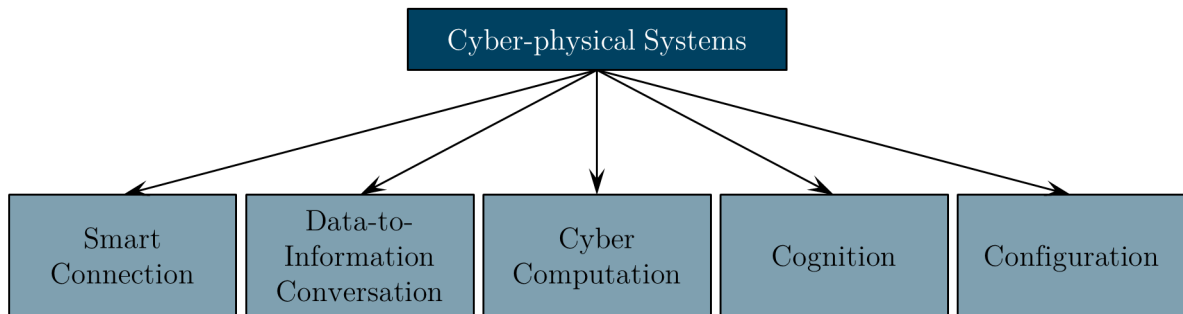 Cyber-physical Systems
Smart
Connection
Data-to-
Information
Conversation
Cyber
Computation
Cognition
Configuration